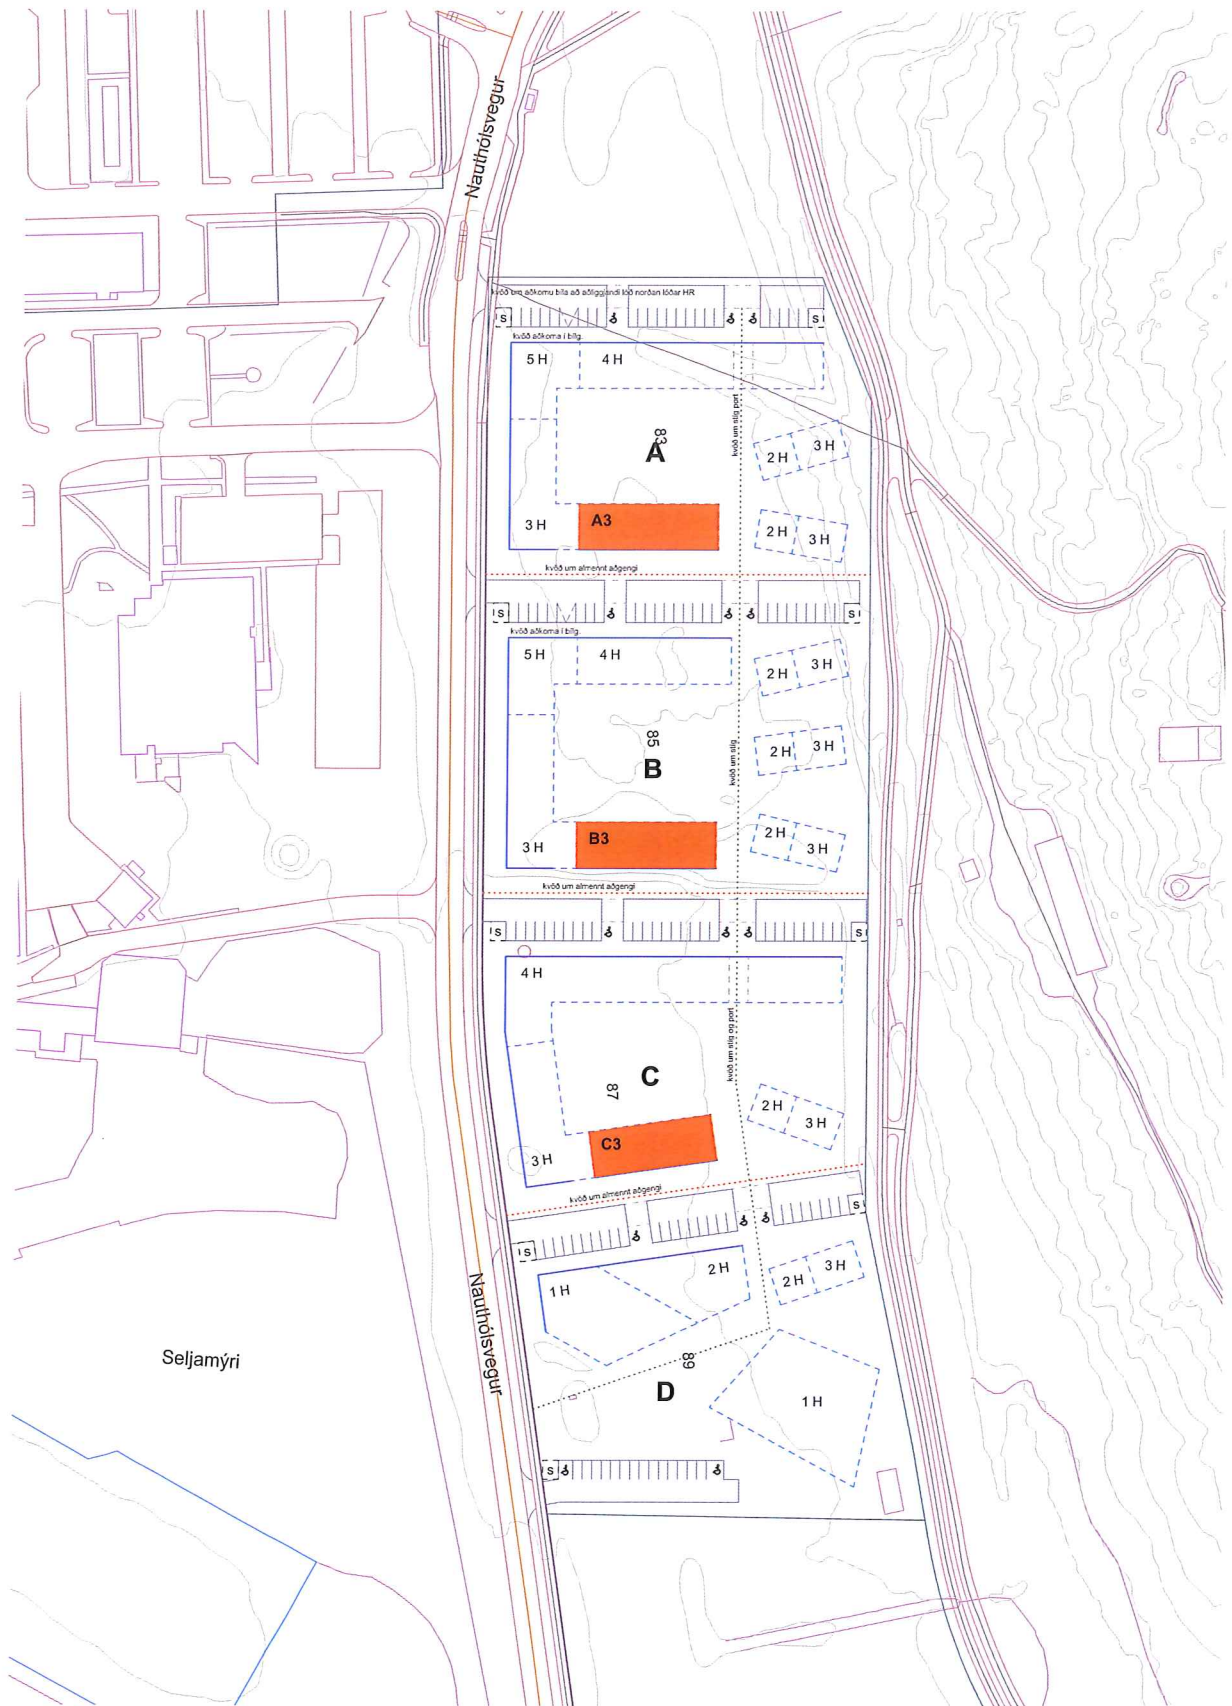 Nauthólsvegur
kvöð um aðkomu bíla að aðliggjandi lóð norðan lóðar HR
S
S
kvöð aðkoma í bílg.
5 H
4 H
kvöð um stíg port
83
A
2 H
3 H
A3
3 H
2 H
3 H
kvöð um almennt aðgengi
S
S
kvöð aðkoma í bílg.
5 H
4 H
2 H
3 H
85
B
kvöð um stíg
2 H
3 H
B3
3 H
2 H
3 H
kvöð um almennt aðgengi
S
S
4 H
kvöð um stíg og port
87
C
2 H
3 H
C3
3 H
kvöð um almennt aðgengi
S
S
2 H
1 H
2 H
3 H
Nauthólsvegur
Seljamýri
89
D
1 H
S